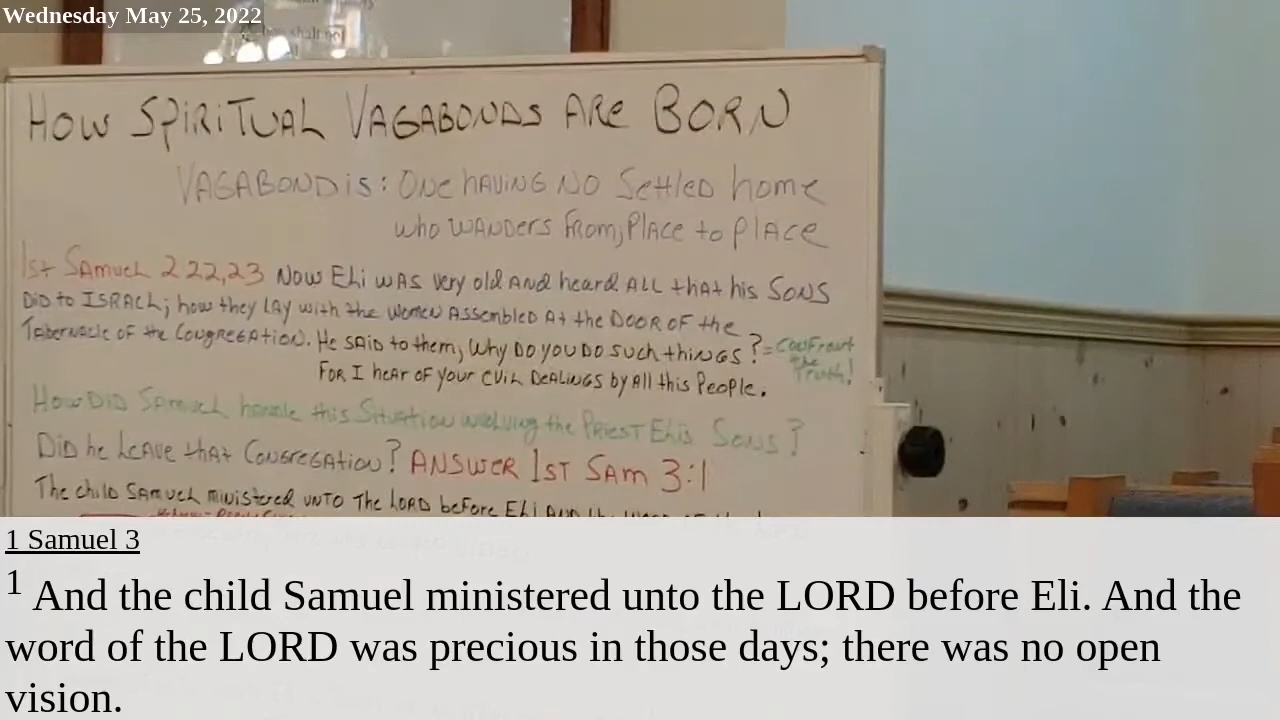 Wednesday May 25, 2022
shalt not
HOW SPIRITUAL VAGABONDS ARE BORN
VAGABOND is: ONE HAVING NO Settled home
who WANDERS from, PLACE to PLACE
1st SAMUEL 2 22,23 NOW ELI WAS very old AND heard ALL that his SONS
DID to ISRAEL; how they LAY with the WOMEN ASSEMBLED At the DOOR OF the
TABERNACLE OF the CONGREGATION. He SAID to them, Why DO YOU DO SUCH thINGS ? = CONFRONT
the
Truth!
FOR I hEAR OF your EVIL DEALINGS by All this PEOPLE.
HOW DID SAMUEL handle this SITUATION involving the PRIEST ELI's SONS ?
DID he LEAVE that CONGREGATION ? ANSWER 1ST SAM 3:1
The child SAMUEL ministered UNTO THE LORD before ELI AND the WORD OF the
1 Samuel 3
1 And the child Samuel ministered unto the LORD before Eli. And the
word of the LORD was precious in those days; there was no open
vision.